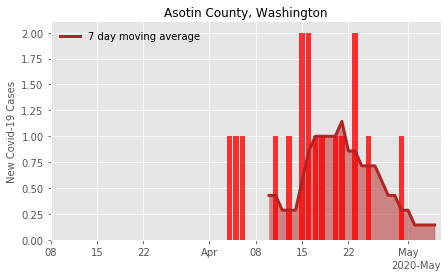 Asotin County, Washington
7 day moving average
New Covid-19 Cases
2.00
1.75
1.50
1.25
1.00
0.75
0.50
0.25
0.00
08 15 22 Apr 08 15 22 May
2020-May